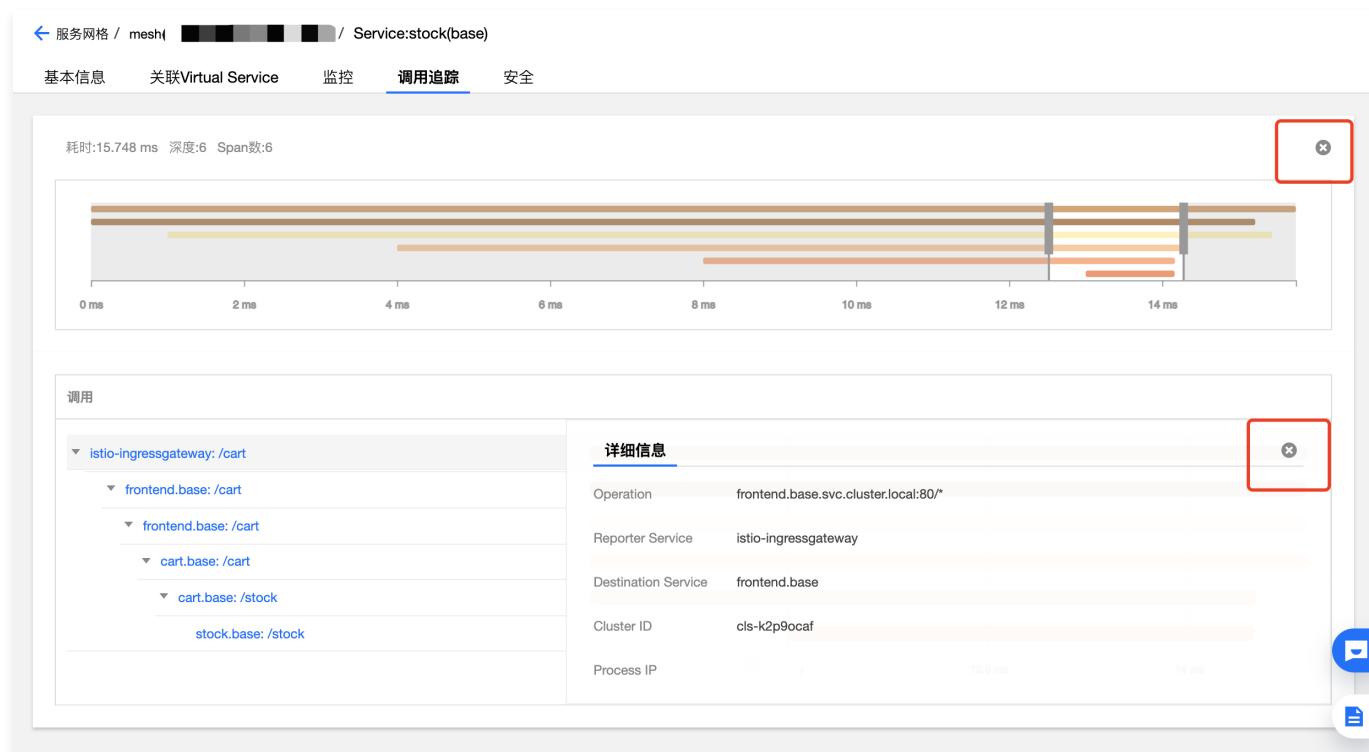 服务网格 / mesh( / Service:stock(base)
基本信息 关联Virtual Service 监控 调用追踪 安全
耗时:15.748 ms 深度:6 Span数:6
0 ms 2 ms 4 ms 6 ms 8 ms 10 ms 12 ms 14 ms
调用
istio-ingressgateway: /cart
frontend.base: /cart
frontend.base: /cart
cart.base: /cart
cart.base: /stock
stock.base: /stock
详细信息
Operation frontend.base.svc.cluster.local:80/*
Reporter Service istio-ingressgateway
Destination Service frontend.base
Cluster ID cls-k2p9ocaf
Process IP